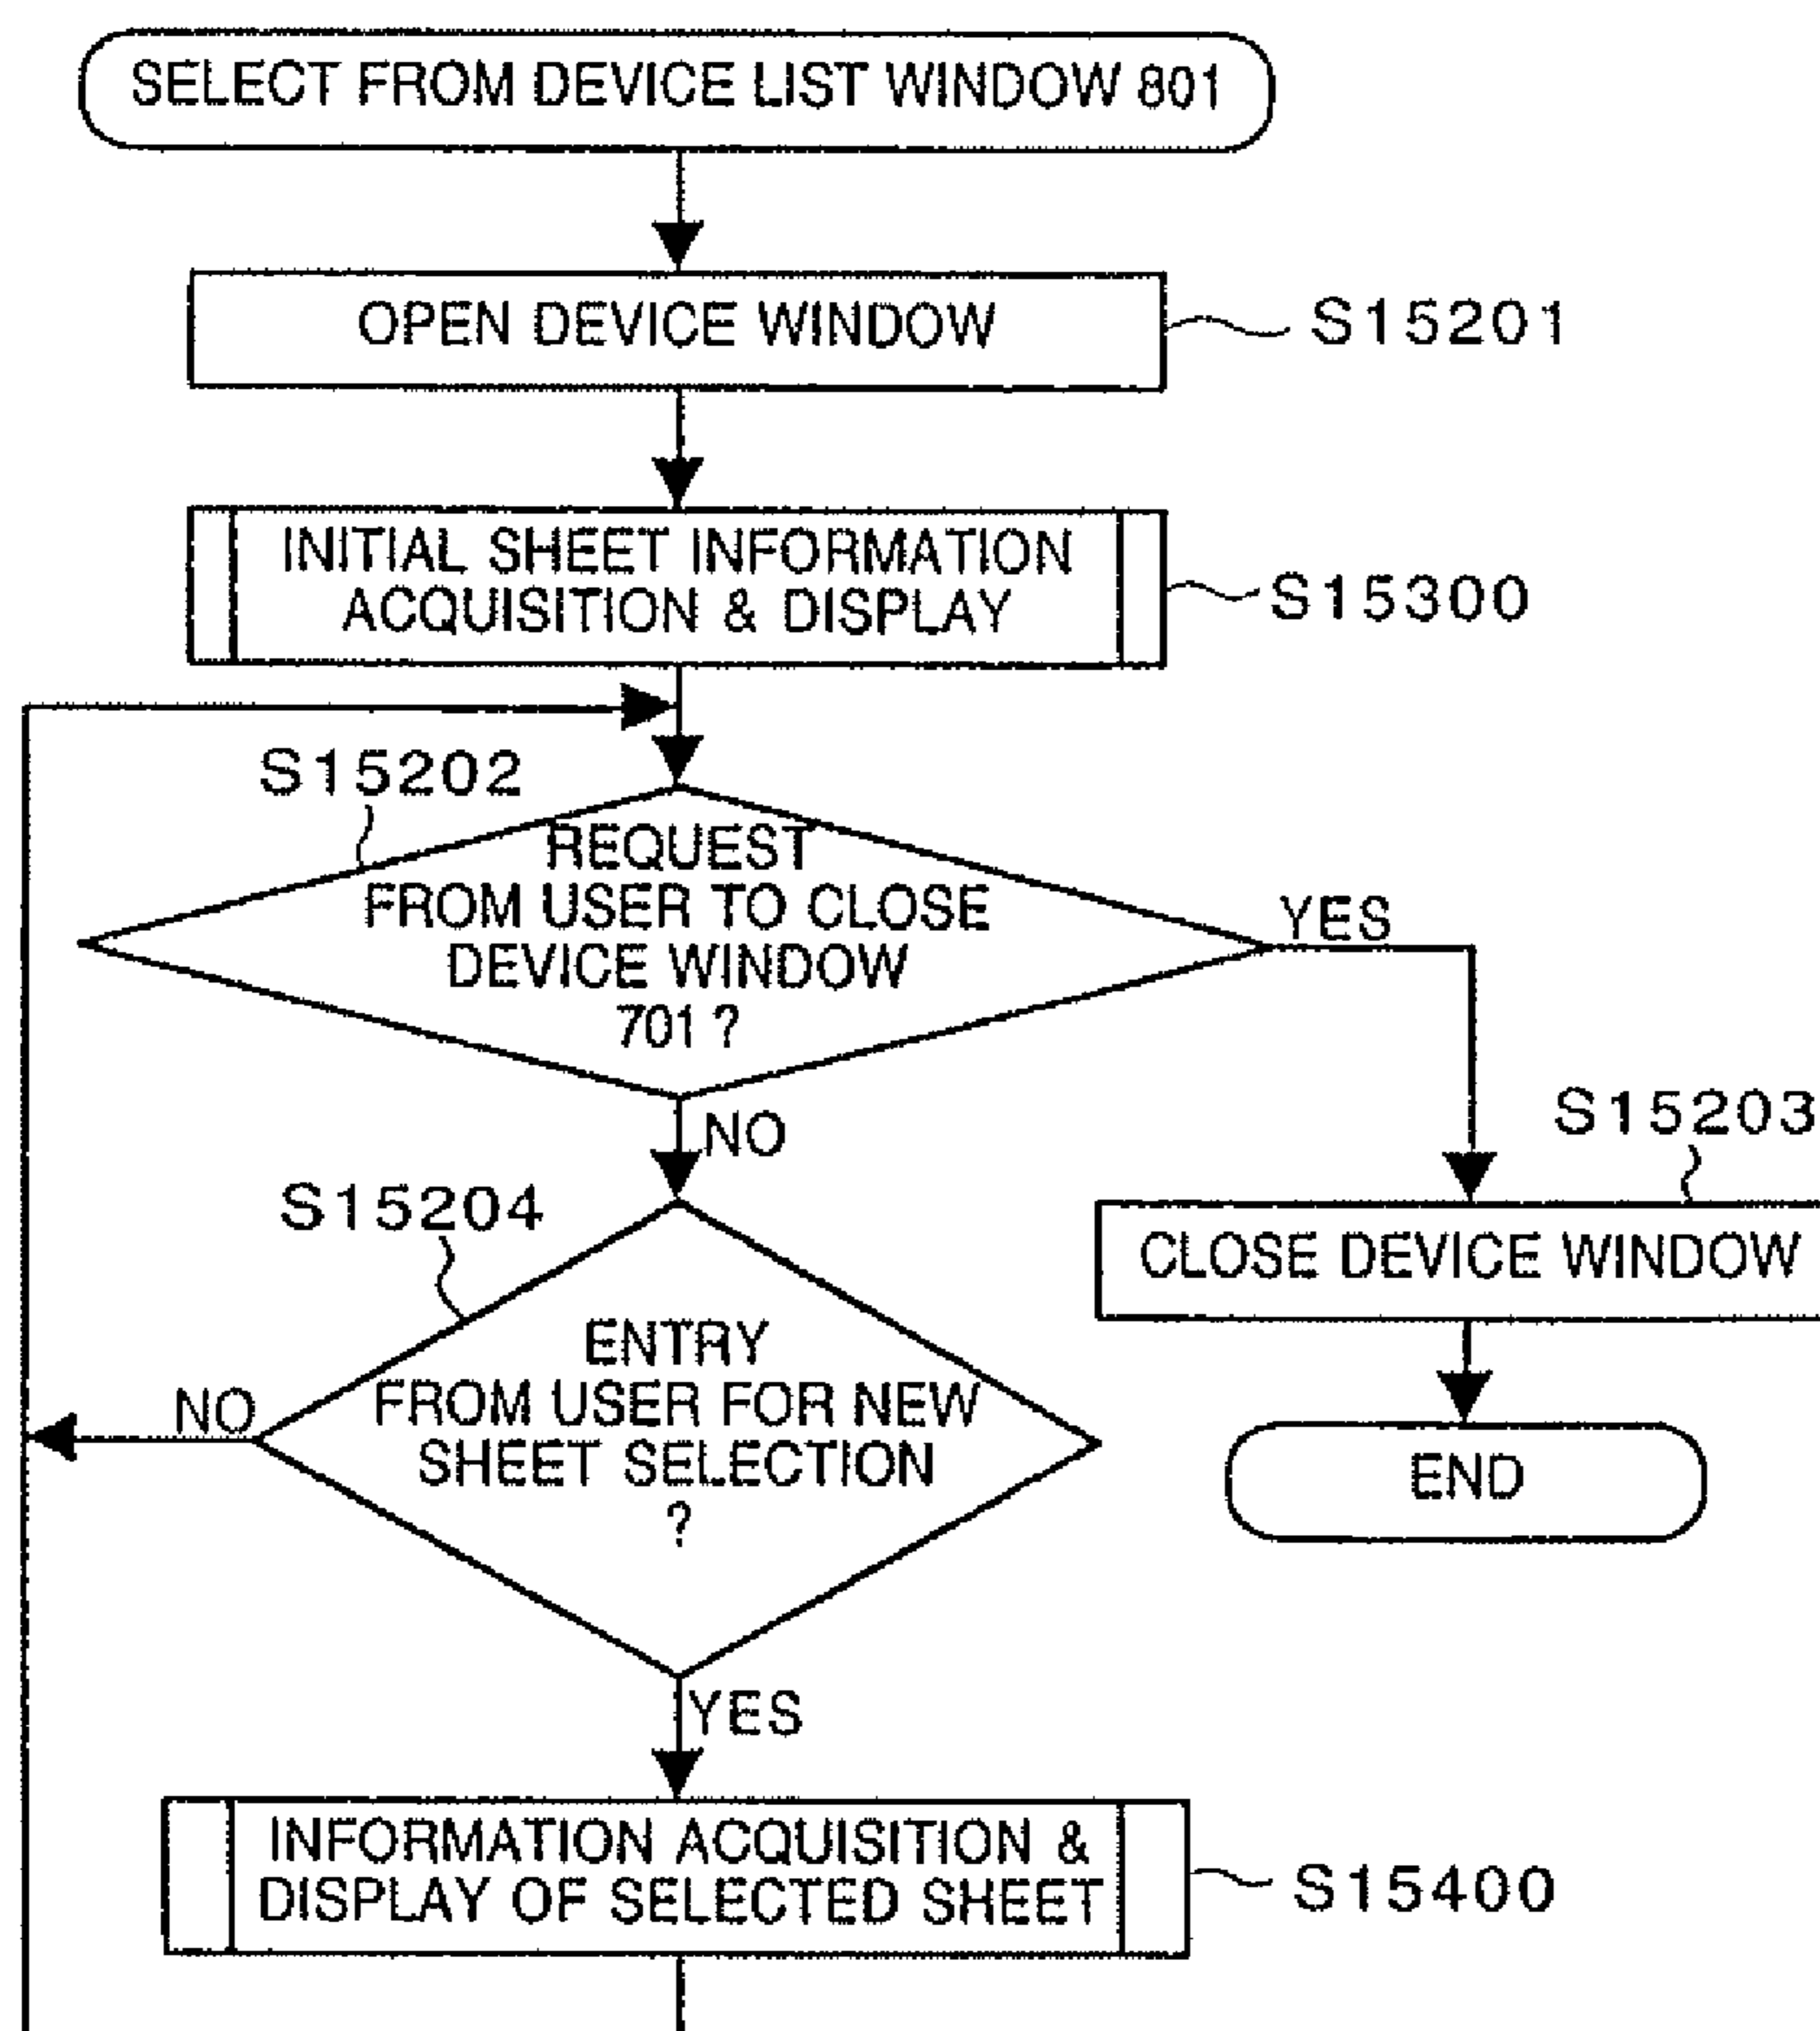 SELECT FROM DEVICE LIST WINDOW 801
OPEN DEVICE WINDOW
S15201
INITIAL SHEET INFORMATION
ACQUISITION & DISPLAY
S15300
S15202
REQUEST
FROM USER TO CLOSE
DEVICE WINDOW
701 ?
YES
NO
S15203
CLOSE DEVICE WINDOW
END
S15204
ENTRY
FROM USER FOR NEW
SHEET SELECTION
?
NO
YES
INFORMATION ACQUISITION &
DISPLAY OF SELECTED SHEET
S15400